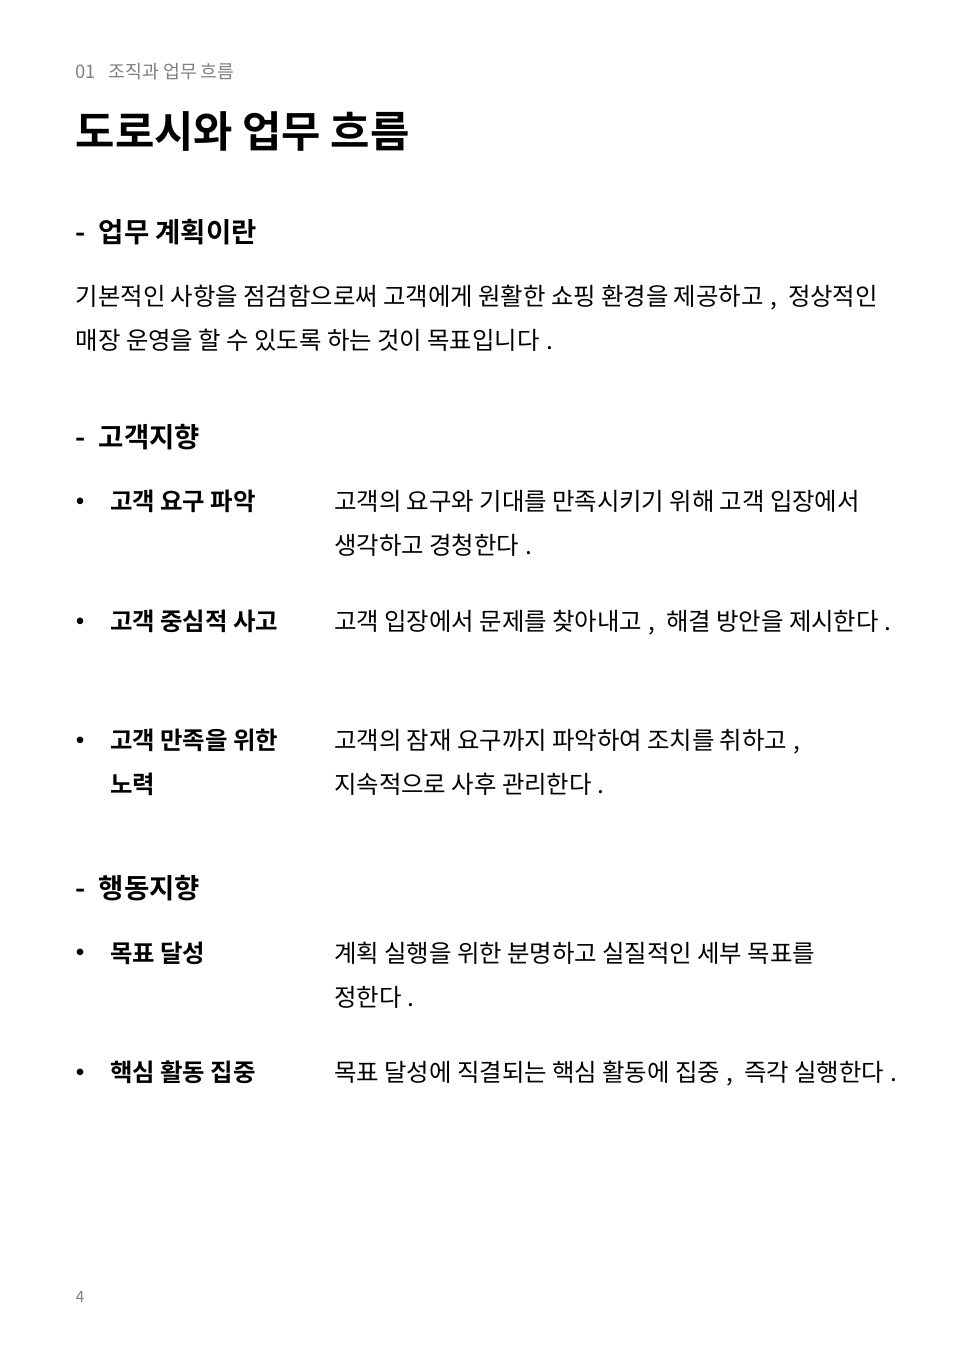 01 조직과 업무 흐름
도로시와 업무 흐름
- 업무 계획이란
기본적인 사항을 점검함으로써 고객에게 원활한 쇼핑 환경을 제공하고 , 정상적인
매장 운영을 할 수 있도록 하는 것이 목표입니다 .
- 고객지향
• 고객 요구 파악 고객의 요구와 기대를 만족시키기 위해 고객 입장에서
생각하고 경청한다 .
• 고객 중심적 사고 고객 입장에서 문제를 찾아내고 , 해결 방안을 제시한다 .
• 고객 만족을 위한 고객의 잠재 요구까지 파악하여 조치를 취하고 ,
노력 지속적으로 사후 관리한다 .
- 행동지향
• 목표 달성 계획 실행을 위한 분명하고 실질적인 세부 목표를
정한다 .
• 핵심 활동 집중 목표 달성에 직결되는 핵심 활동에 집중 , 즉각 실행한다 .
4